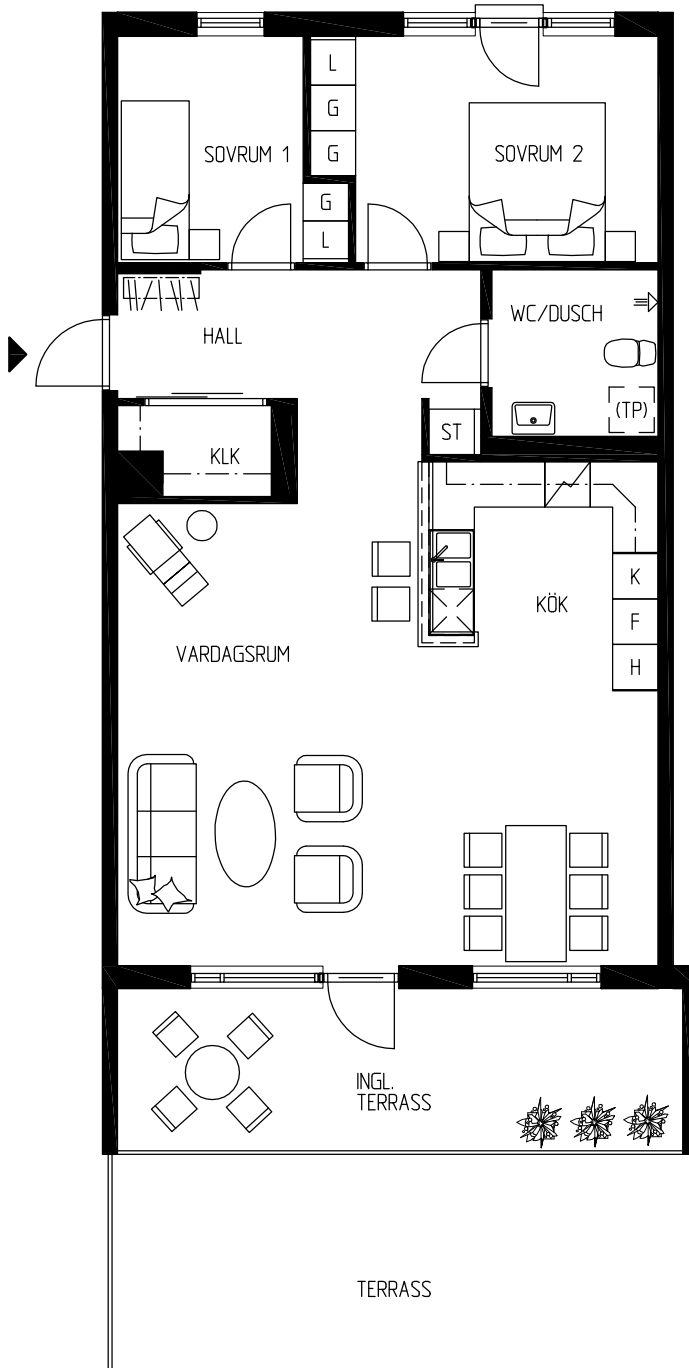 L
G
G
SOVRUM 1
SOVRUM 2
G
L
HALL
WC/DUSCH
(TP)
ST
KLK
K
KÖK
F
H
VARDAGSRUM
INGL.
TERRASS
TERRASS